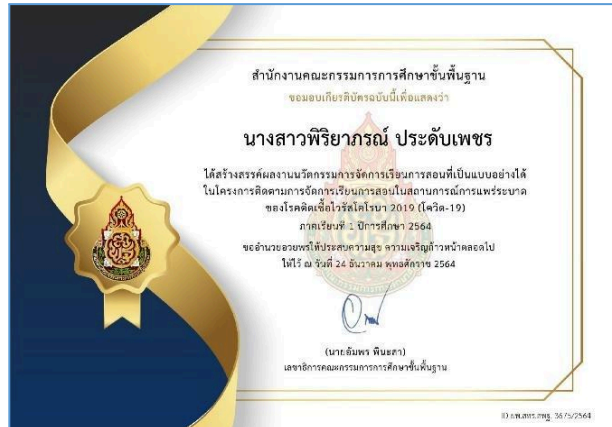 สำนักงานคณะกรรมการการศึกษาขั้นพื้นฐาน
ขอมอบเกียรติบัตรฉบับนี้เพื่อแสดงว่า
นางสาวพิริยาภรณ์ ประดับเพชร
ได้สร้างสรรค์ผลงานนวัตกรรมการจัดการเรียนการสอนที่เป็นแบบอย่างได้
ในโครงการติดตามการจัดการเรียนการสอนในสถานการณ์การแพร่ระบาด
ของโรคติดเชื้อไวรัสโคโรนา 2019 (โควิด-19)
ภาคเรียนที่ 1 ปีการศึกษา 2564
ขออำนวยอวยพรให้ประสบความสุข ความเจริญก้าวหน้าตลอดไป
ให้ไว้ ณ วันที่ 24 ธันวาคม พุทธศักราช 2564
(นายอัมพร พินะสา)
เลขาธิการคณะกรรมการการศึกษาขั้นพื้นฐาน
3675/2564